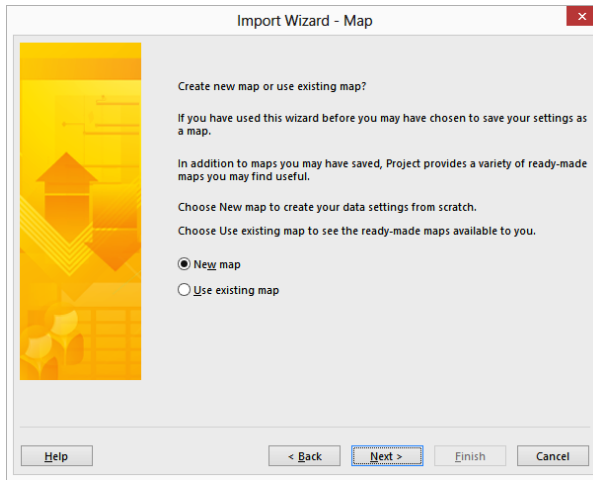 Import Wizard - Map
Create new map or use existing map?
If you have used this wizard before you may have chosen to save your settings as
a map.
In addition to maps you may have saved, Project provides a variety of ready-made
maps you may find useful.
Choose New map to create your data settings from scratch.
Choose Use existing map to see the ready-made maps available to you.
New map
Use existing map
Help
< Back
Next >
Finish
Cancel